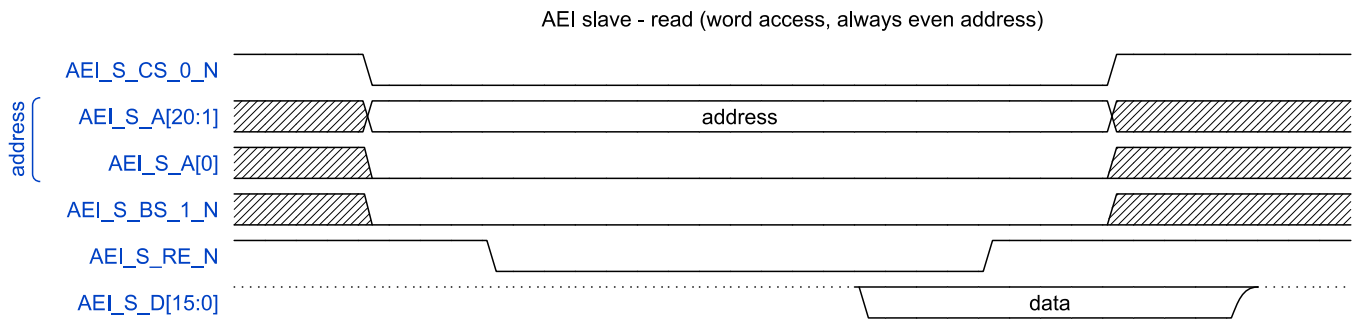 AEI slave - read (word access, always even address)
AEI_S_CS_0_N
address
AEI_S_A[20:1]
address
AEI_S_A[0]
AEI_S_BS_1_N
AEI_S_RE_N
AEI_S_D[15:0]
data